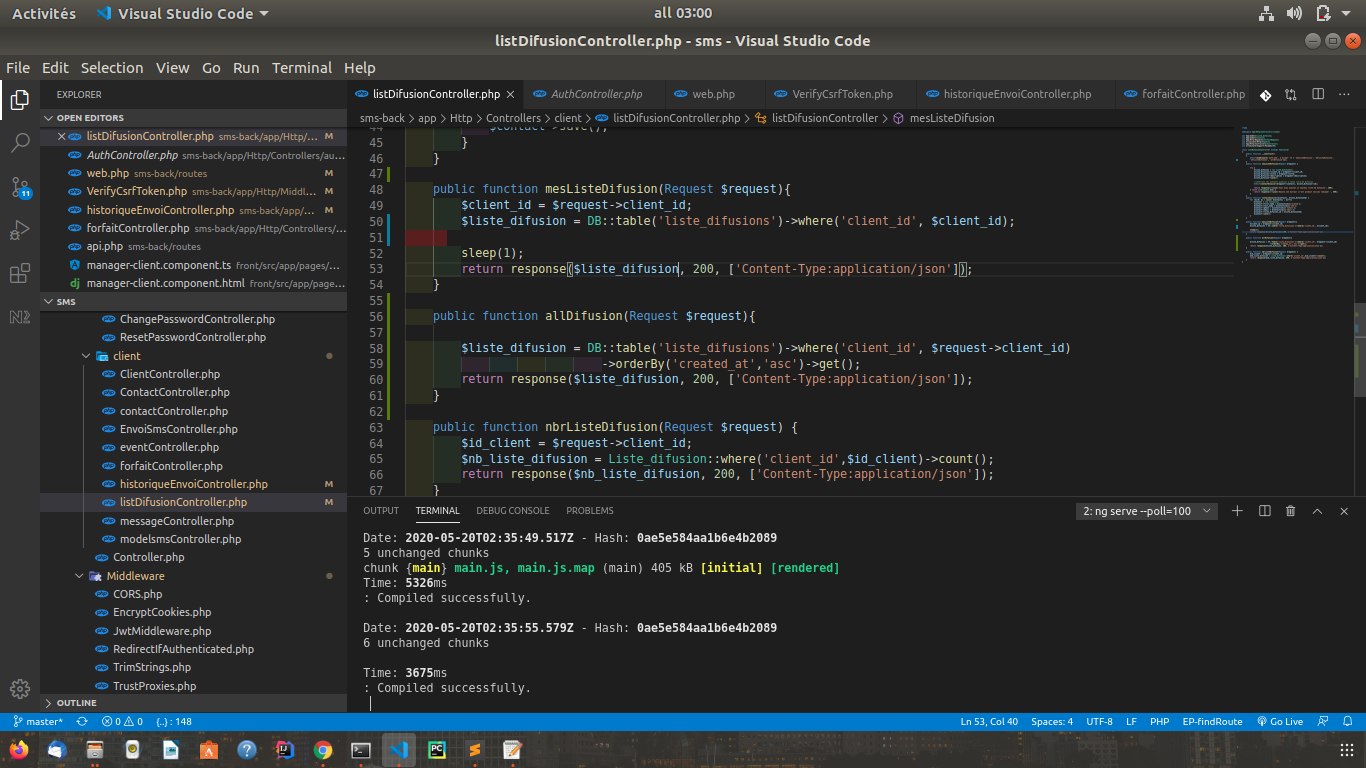 Activités Visual Studio Code all 03:00
listDifusionController.php - sms - Visual Studio Code
File Edit Selection View Go Run Terminal Help
EXPLORER
OPEN EDITORS
listDifusionController.php sms-back/app/Http/... M
AuthController.php sms-back/app/Http/Controllers/au...
web.php sms-back/routes
VerifyCsrfToken.php sms-back/app/Http/Middl... M
historiqueEnvoiController.php sms-back/app/... M
forfaitController.php sms-back/app/Http/Controllers/...
api.php sms-back/routes
manager-client.component.ts front/src/app/pages/...
manager-client.component.html front/src/app/page...
SMS
ChangePasswordController.php
ResetPasswordController.php
client
ClientController.php
ContactController.php
contactController.php
EnvoiSmsController.php
eventController.php
forfaitController.php
historiqueEnvoiController.php M
listDifusionController.php M
messageController.php
modelsmsController.php
Controller.php
Middleware
CORS.php
EncryptCookies.php
JwtMiddleware.php
RedirectIfAuthenticated.php
TrimStrings.php
TrustProxies.php
OUTLINE
11
listDifusionController.php AuthController.php web.php VerifyCsrfToken.php historiqueEnvoiController.php forfaitController.php
sms-back > app > Http > Controllers > client > listDifusionController.php > listDifusionController > mesListeDifusion
44 $contact->save();
45 }
46 }
47
48 public function mesListeDifusion(Request $request){
49 $client_id = $request->client_id;
50 $liste_difusion = DB::table('liste_difusions')->where('client_id', $client_id);
51
52 sleep(1);
53 return response($liste_difusion, 200, ['Content-Type:application/json']);
54 }
55
56 public function allDifusion(Request $request){
57
58 $liste_difusion = DB::table('liste_difusions')->where('client_id', $request->client_id)
59 ->orderBy('created_at','asc')->get();
60 return response($liste_difusion, 200, ['Content-Type:application/json']);
61 }
62
63 public function nbrListeDifusion(Request $request) {
64 $id_client = $request->client_id;
65 $nb_liste_difusion = Liste_difusion::where('client_id',$id_client)->count();
66 return response($nb_liste_difusion, 200, ['Content-Type:application/json']);
67 }
OUTPUT TERMINAL DEBUG CONSOLE PROBLEMS 2: ng serve --poll=100
Date: 2020-05-20T02:35:49.517Z - Hash: 0ae5e584aa1b6e4b2089
5 unchanged chunks
chunk {main} main.js, main.js.map (main) 405 kB [initial] [rendered]
Time: 5326ms
: Compiled successfully.
Date: 2020-05-20T02:35:55.579Z - Hash: 0ae5e584aa1b6e4b2089
6 unchanged chunks
Time: 3675ms
: Compiled successfully.
master* 0 0 {..} : 148 Ln 53, Col 40 Spaces: 4 UTF-8 LF PHP EP-findRoute Go Live